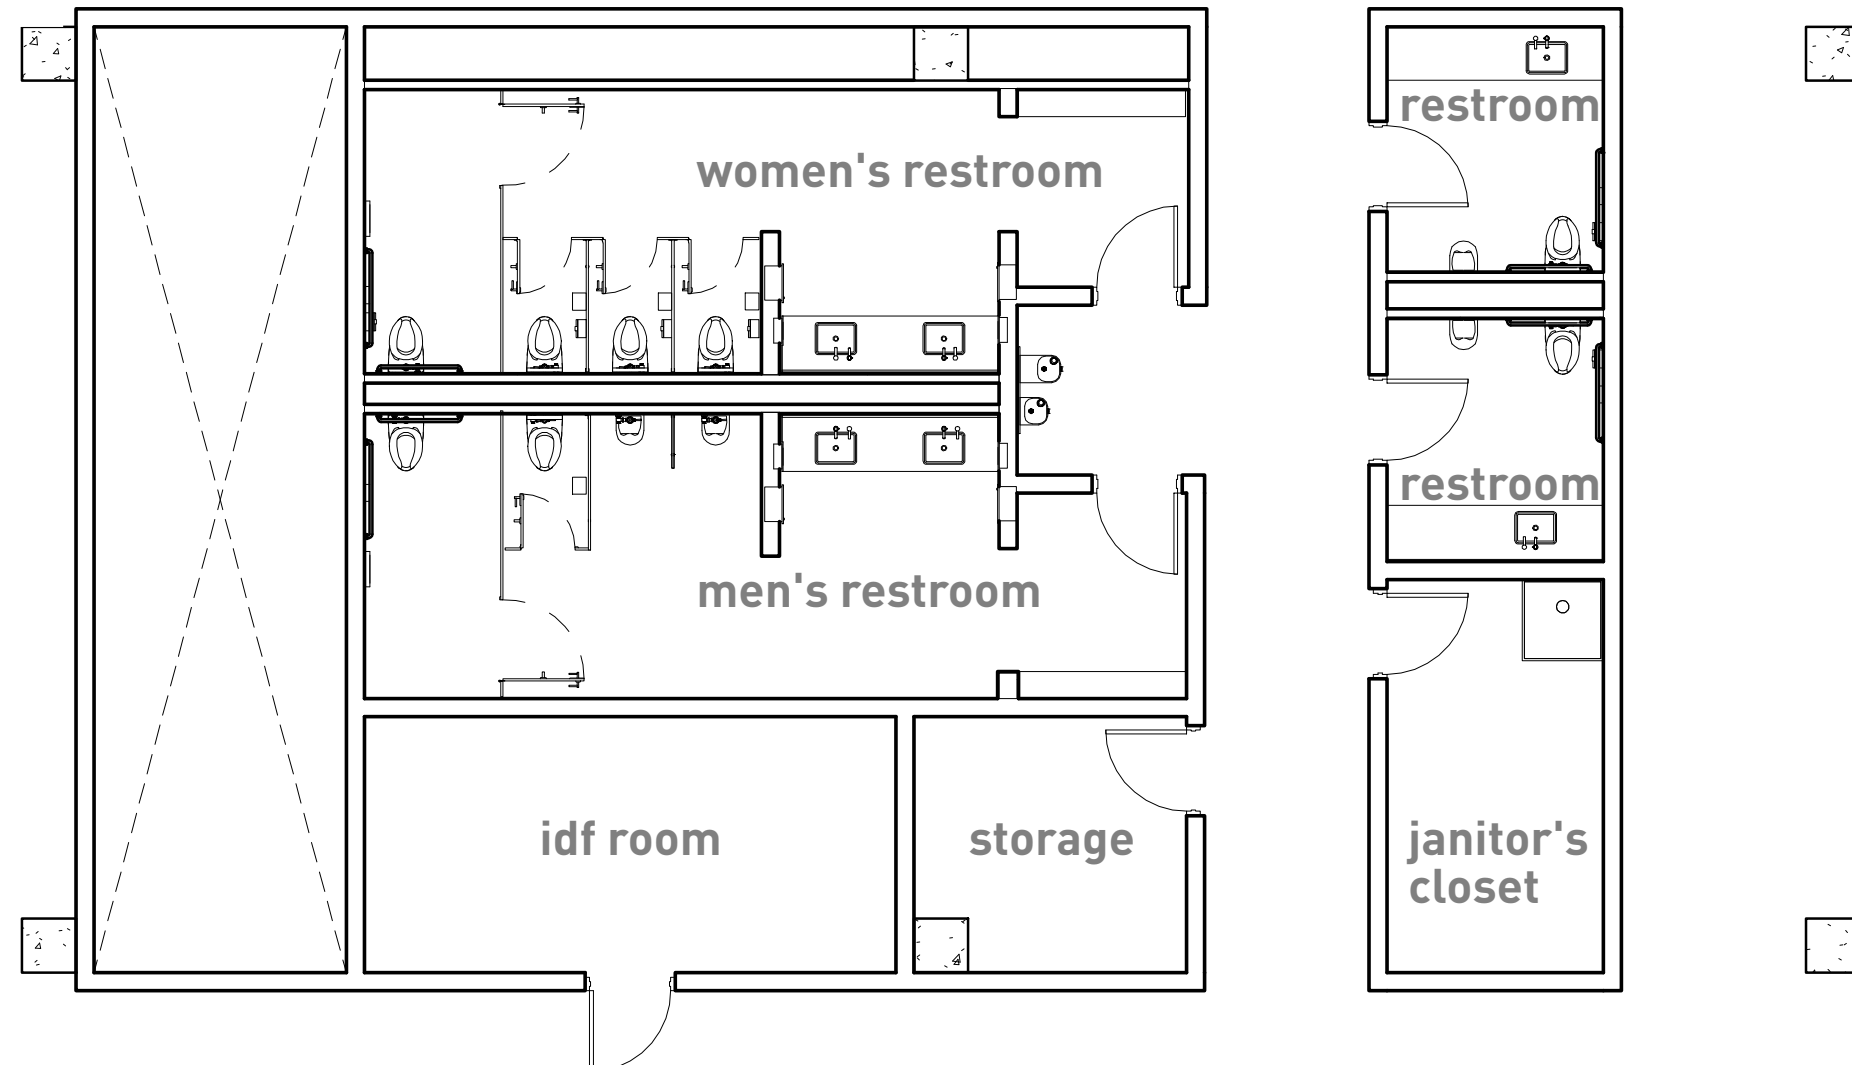 restroom
women's restroom
restroom
men's restroom
idf room
storage
janitor's
closet